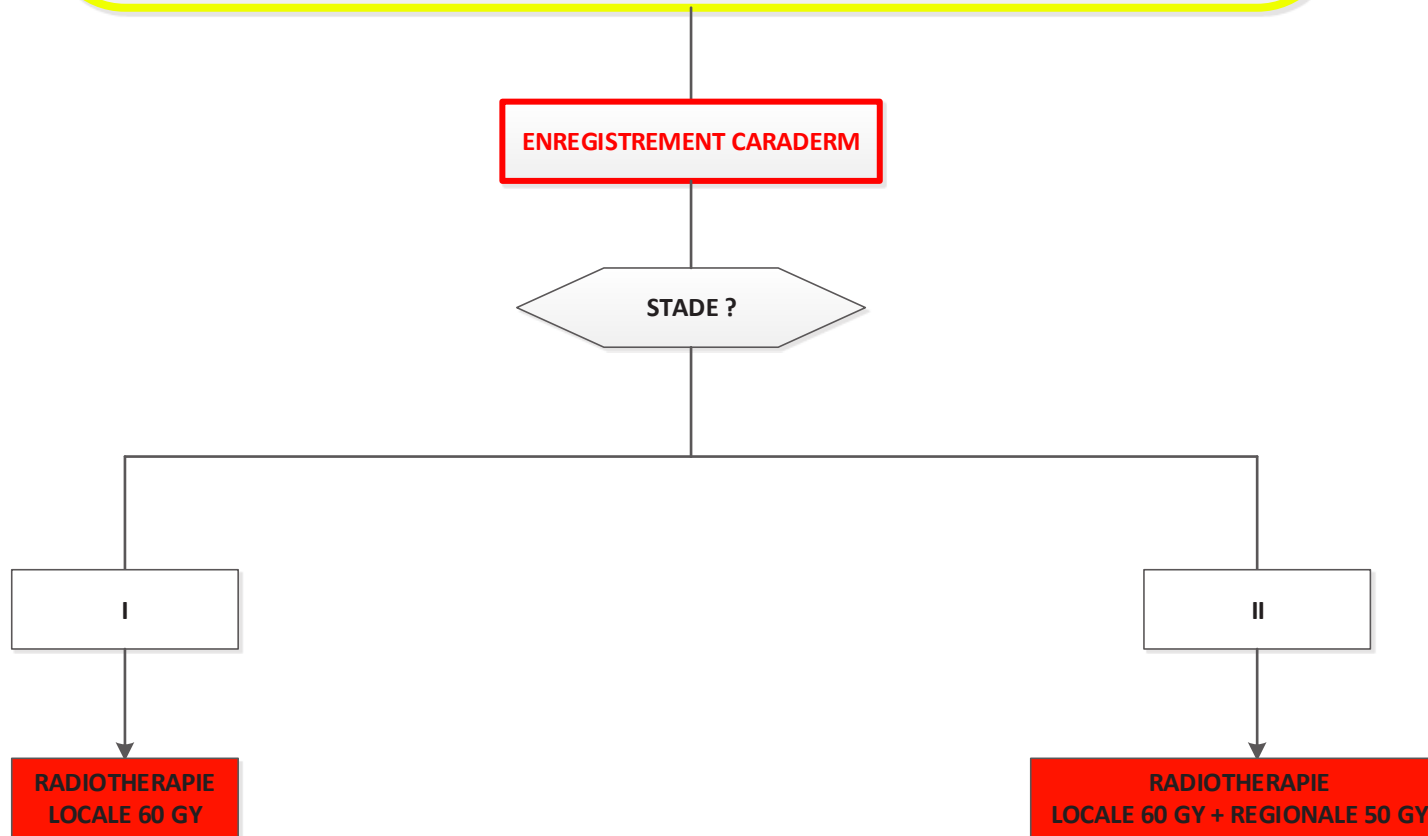 ENREGISTREMENT CARADERM
STADE ?
I
II
RADIOTHERAPIE
LOCALE 60 GY
RADIOTHERAPIE
LOCALE 60 GY + REGIONALE 50 GY